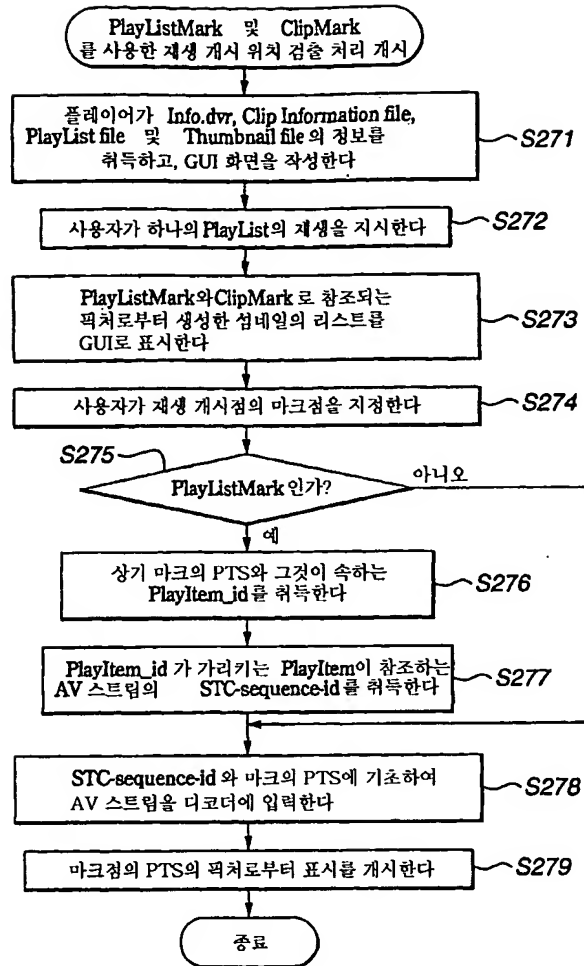 PlayListMark 및 ClipMark
를 사용한 재생 개시 위치 검출 처리 개시
플레이어가 Info.dvr, Clip Information file,
PlayList file 및 Thumbnail file의 정보를
취득하고, GUI 화면을 작성한다
S271
사용자가 하나의 PlayList의 재생을 지시한다
S272
PlayListMark와 ClipMark로 참조되는
픽처로부터 생성한 섬네일의 리스트를
GUI로 표시한다
S273
사용자가 재생 개시점의 마크점을 지정한다
S274
S275
PlayListMark 인가?
아니오
예
상기 마크의 PTS와 그것이 속하는
PlayItem_id를 취득한다
S276
PlayItem_id가 가리키는 PlayItem이 참조하는
AV 스트림의 STC-sequence-id를 취득한다
S277
STC-sequence-id와 마크의 PTS에 기초하여
AV 스트림을 디코더에 입력한다
S278
마크점의 PTS의 픽처로부터 표시를 개시한다
S279
종료